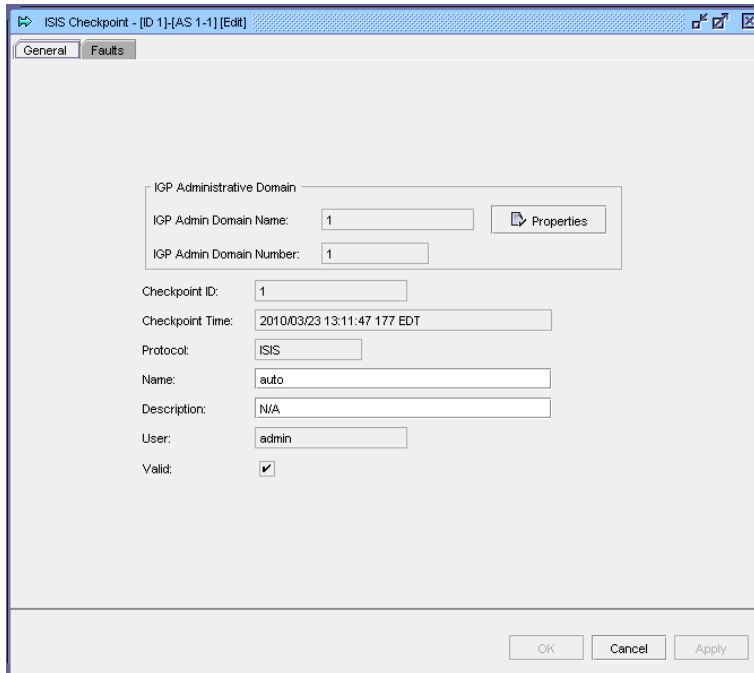 ISIS Checkpoint - [ID 1]-[AS 1-1] [Edit]
General Faults
IGP Administrative Domain
IGP Admin Domain Name: 1 Properties
IGP Admin Domain Number: 1
Checkpoint ID: 1
Checkpoint Time: 2010/03/23 13:11:47 177 EDT
Protocol: ISIS
Name: auto
Description: N/A
User: admin
Valid:
OK Cancel Apply